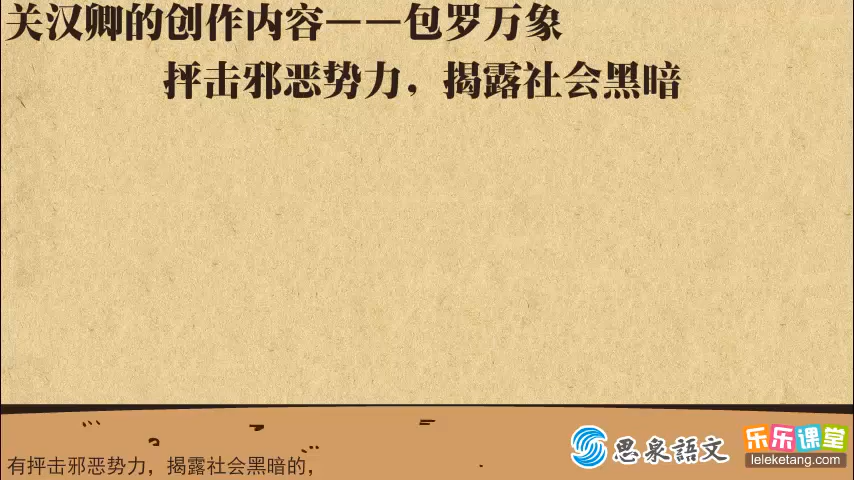 关汉卿的创作内容——包罗万象
抨击邪恶势力，揭露社会黑暗
有抨击邪恶势力，揭露社会黑暗的，
思泉語文
乐乐课堂
leleketang.com